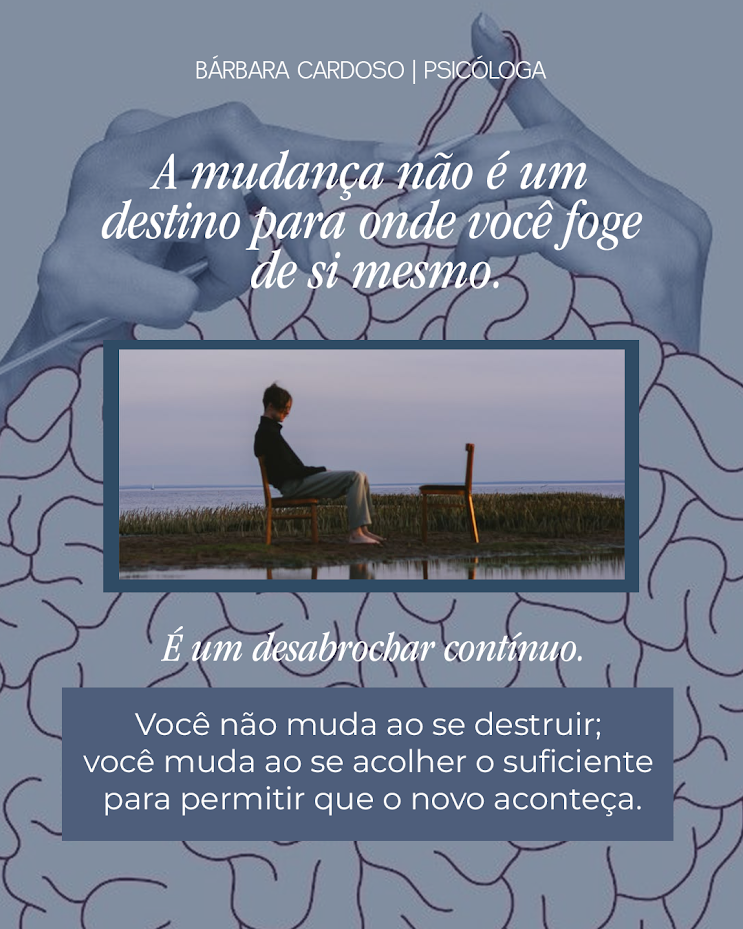 BÁRBARA CARDOSO | PSICÓLOGA
A mudança não é um
destino para onde você foge
de si mesmo.
É um desabrochar contínuo.
Você não muda ao se destruir;
você muda ao se acolher o suficiente
para permitir que o novo aconteça.